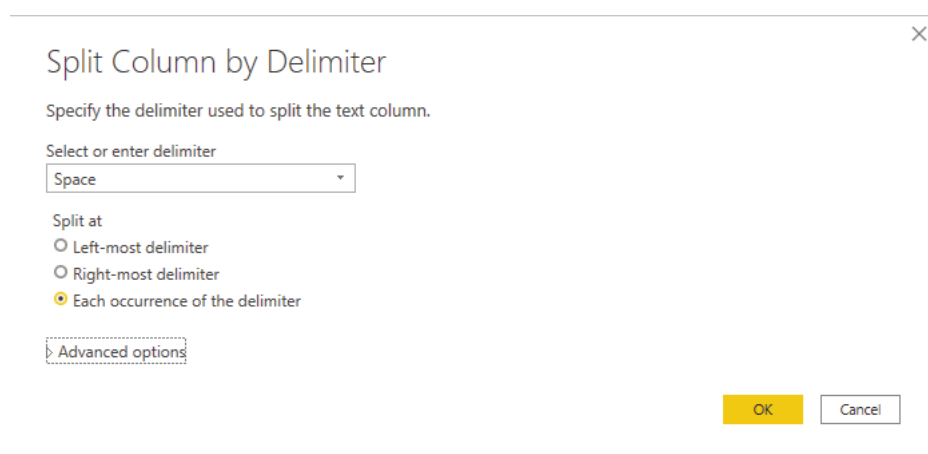 Split Column by Delimiter
Specify the delimiter used to split the text column.
Select or enter delimiter
Space
Split at
Left-most delimiter
Right-most delimiter
Each occurrence of the delimiter
Advanced options
OK Cancel